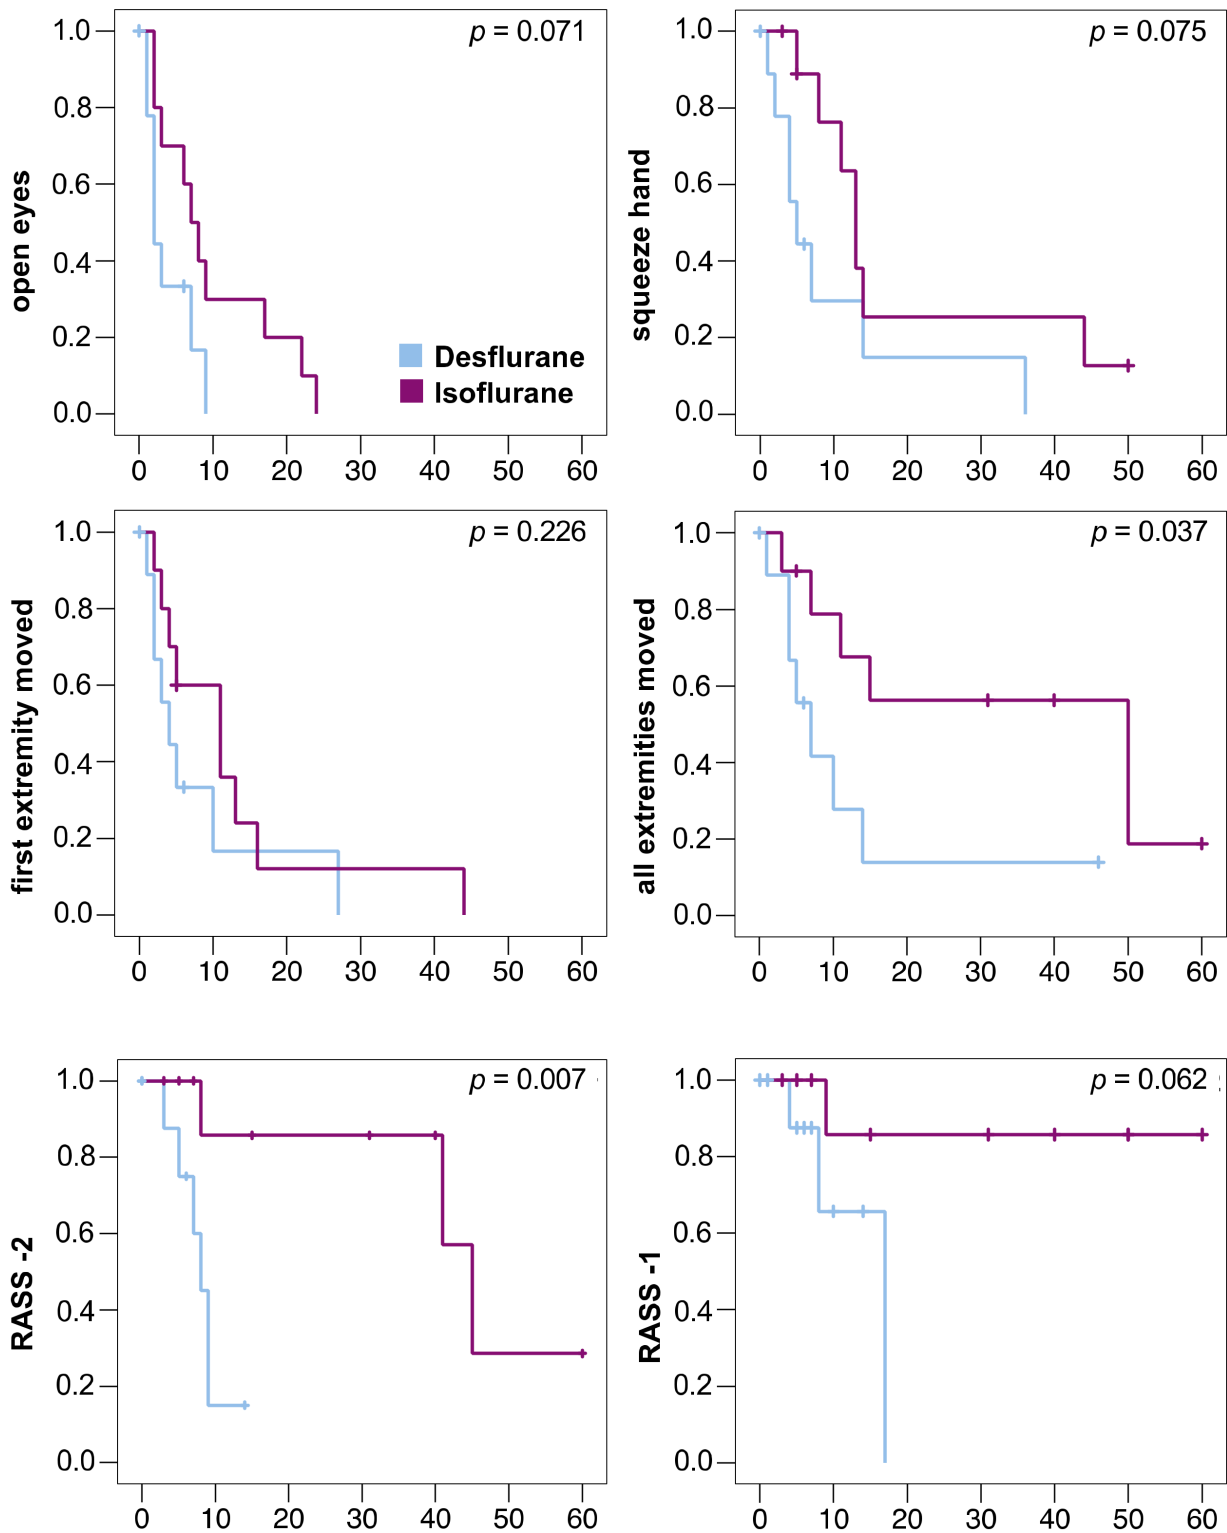 p = 0.071
1.0
0.8
0.6
0.4
0.2
0.0
open eyes
Desflurane
Isoflurane
0 10 20 30 40 50 60
p = 0.075
1.0
0.8
0.6
0.4
0.2
0.0
squeeze hand
0 10 20 30 40 50 60
p = 0.226
1.0
0.8
0.6
0.4
0.2
0.0
first extremity moved
0 10 20 30 40 50 60
p = 0.037
1.0
0.8
0.6
0.4
0.2
0.0
all extremities moved
0 10 20 30 40 50 60
p = 0.007
1.0
0.8
0.6
0.4
0.2
0.0
RASS -2
0 10 20 30 40 50 60
p = 0.062
1.0
0.8
0.6
0.4
0.2
0.0
RASS -1
0 10 20 30 40 50 60